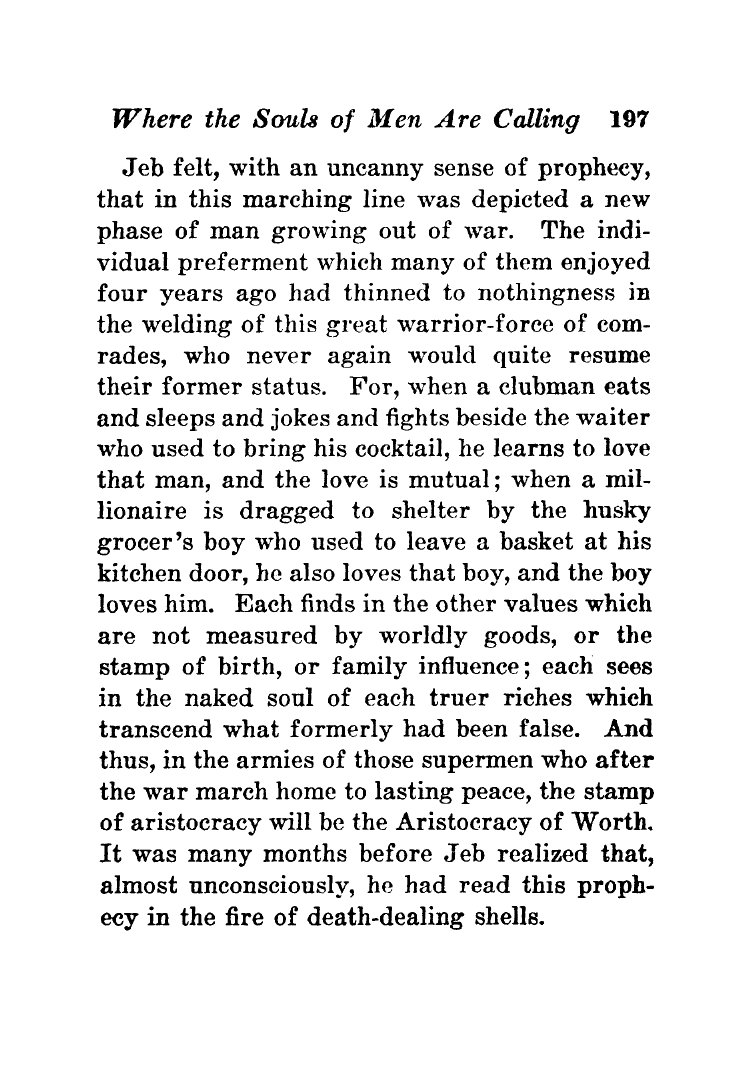 Where the Souls of Men Are Calling 197
Jeb felt, with an uncanny sense of prophecy,
that in this marching line was depicted a new
phase of man growing out of war. The indi-
vidual preferment which many of them enjoyed
four years ago had thinned to nothingness in
the welding of this great warrior-force of com-
rades, who never again would quite resume
their former status. For, when a clubman eats
and sleeps and jokes and fights beside the waiter
who used to bring his cocktail, he learns to love
that man, and the love is mutual; when a mil-
lionaire is dragged to shelter by the husky
grocer's boy who used to leave a basket at his
kitchen door, he also loves that boy, and the boy
loves him. Each finds in the other values which
are not measured by worldly goods, or the
stamp of birth, or family influence; each sees
in the naked soul of each truer riches which
transcend what formerly had been false. And
thus, in the armies of those supermen who after
the war march home to lasting peace, the stamp
of aristocracy will be the Aristocracy of Worth.
It was many months before Jeb realized that,
almost unconsciously, he had read this proph-
ecy in the fire of death-dealing shells.